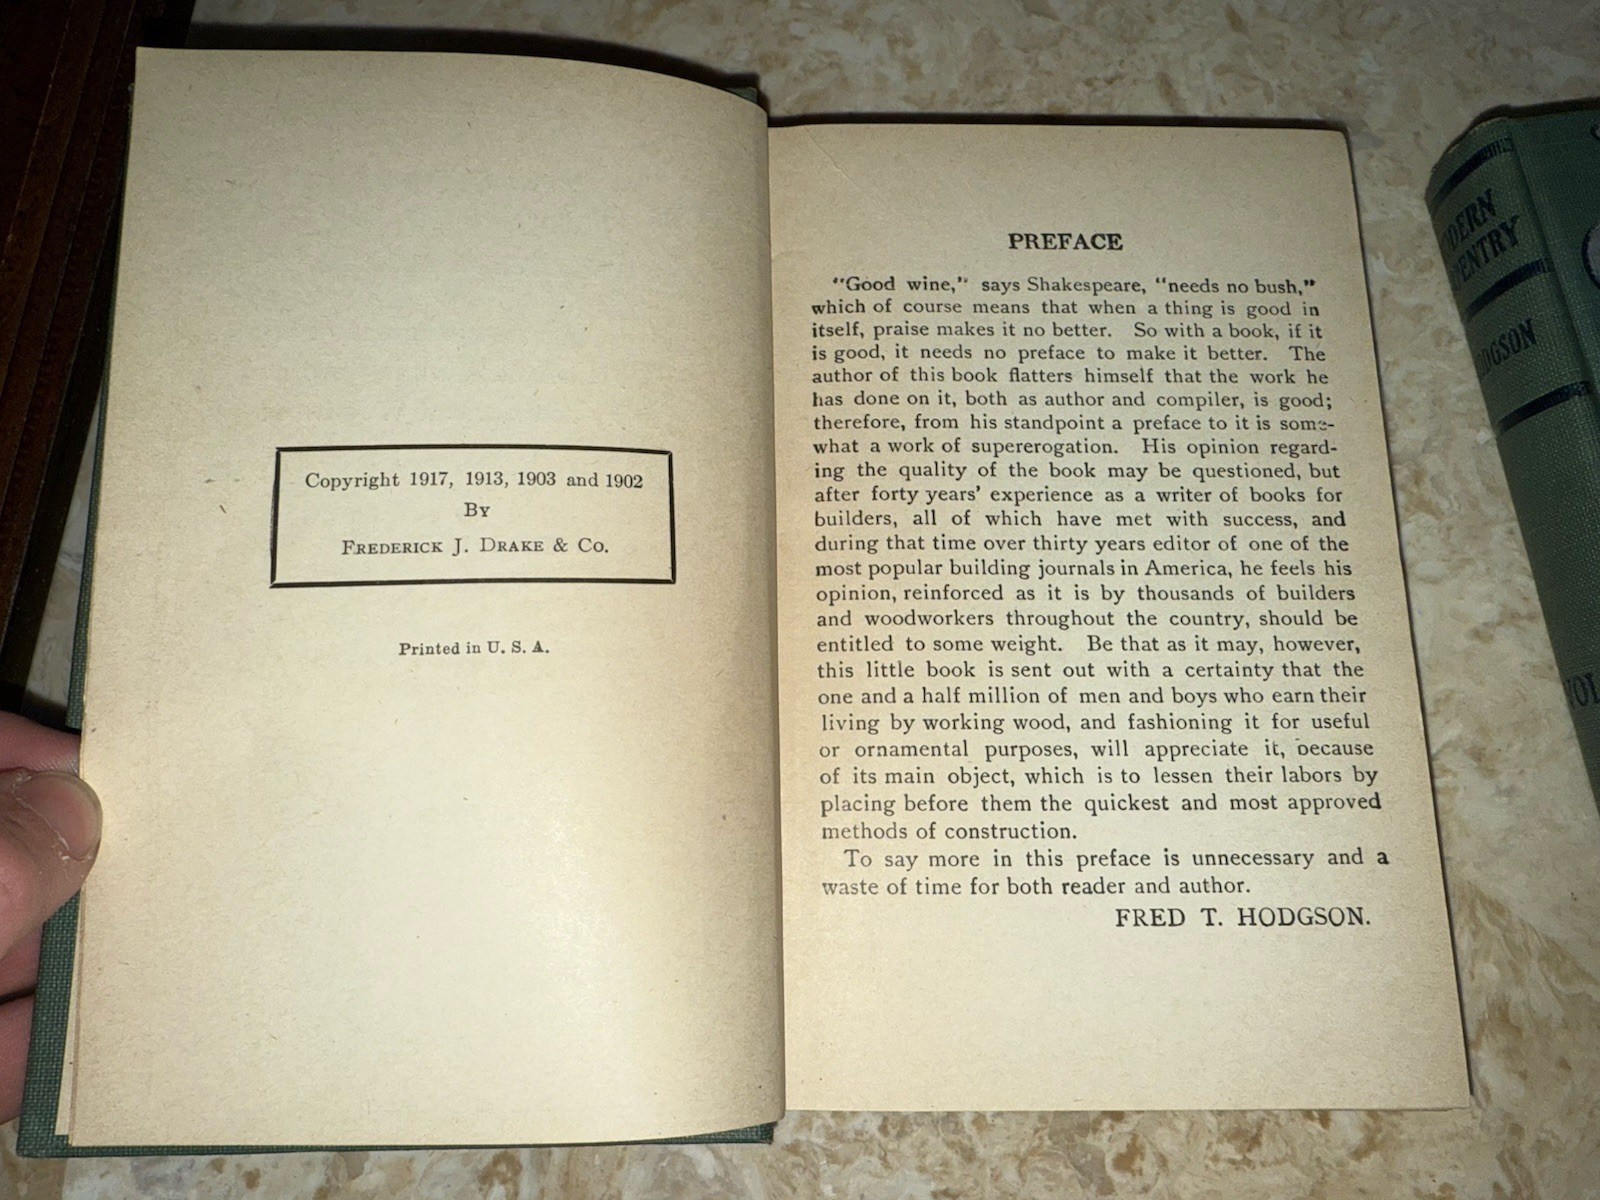 Copyright 1917, 1913, 1903 and 1902
By
Frederick J. Drake & Co.
Printed in U. S. A.
PREFACE
"Good wine," says Shakespeare, "needs no bush,"
which of course means that when a thing is good in
itself, praise makes it no better. So with a book, if it
is good, it needs no preface to make it better. The
author of this book flatters himself that the work he
has done on it, both as author and compiler, is good;
therefore, from his standpoint a preface to it is some-
what a work of supererogation. His opinion regard-
ing the quality of the book may be questioned, but
after forty years' experience as a writer of books for
builders, all of which have met with success, and
during that time over thirty years editor of one of the
most popular building journals in America, he feels his
opinion, reinforced as it is by thousands of builders
and woodworkers throughout the country, should be
entitled to some weight. Be that as it may, however,
this little book is sent out with a certainty that the
one and a half million of men and boys who earn their
living by working wood, and fashioning it for useful
or ornamental purposes, will appreciate it, because
of its main object, which is to lessen their labors by
placing before them the quickest and most approved
methods of construction.
To say more in this preface is unnecessary and a
waste of time for both reader and author.
FRED T. HODGSON.
DERN
ENTRY
DGSON
VOL